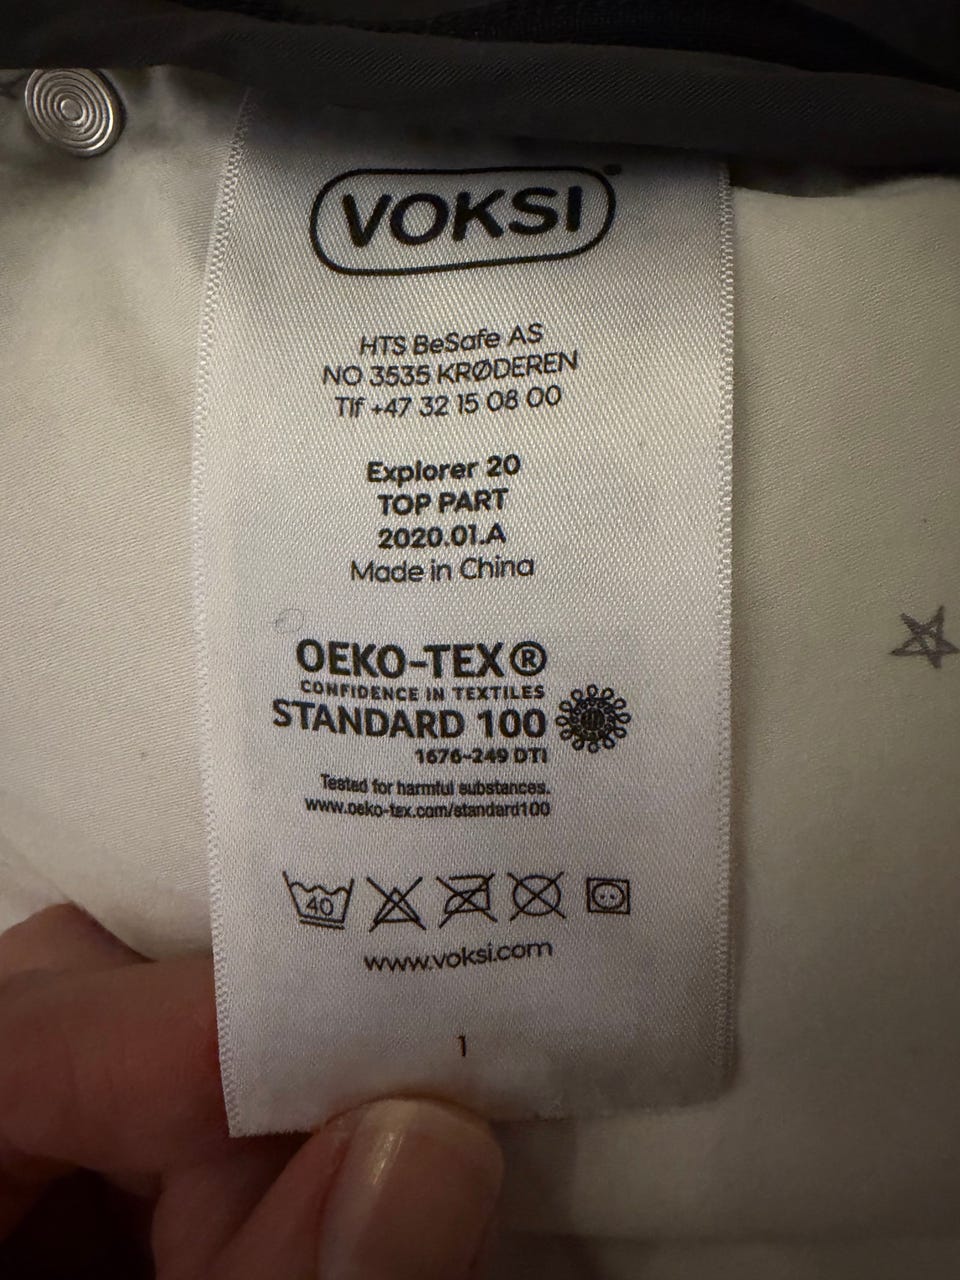 VOKSI
HTS BeSafe AS
NO 3535 KRØDEREN
Tlf +47 32 15 08 00
Explorer 20
TOP PART
2020.01.A
Made in China
OEKO-TEX®
CONFIDENCE IN TEXTILES
STANDARD 100
1676-249 DTI
Tested for harmful substances.
www.oeko-tex.com/standard100
40
www.voksi.com
1